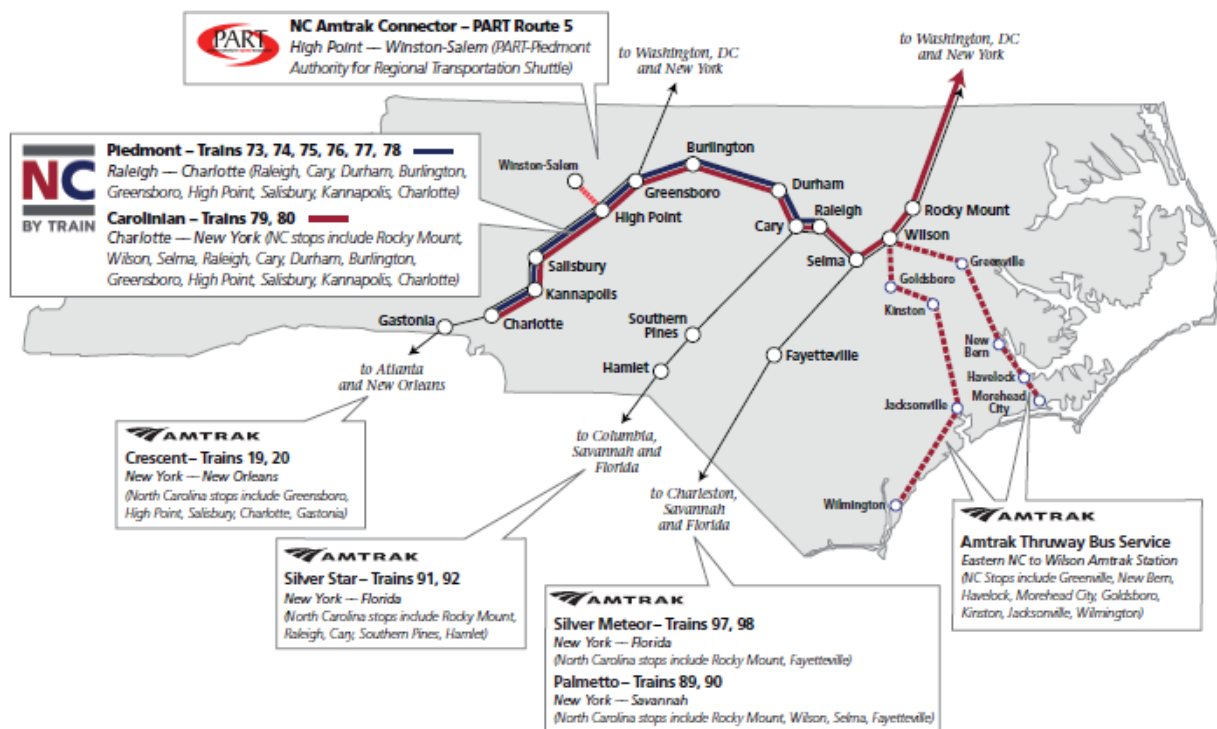 PART
NC Amtrak Connector – PART Route 5
High Point — Winston-Salem (PART-Piedmont
Authority for Regional Transportation Shuttle)
to Washington, DC
and New York
to Washington, DC
and New York
NC
BY TRAIN
Piedmont – Trains 73, 74, 75, 76, 77, 78
Raleigh — Charlotte (Raleigh, Cary, Durham, Burlington,
Greensboro, High Point, Salisbury, Kannapolis, Charlotte)
Carolinian – Trains 79, 80
Charlotte — New York (NC stops include Rocky Mount,
Wilson, Selma, Raleigh, Cary, Durham, Burlington,
Greensboro, High Point, Salisbury, Kannapolis, Charlotte)
Winston-Salem
Burlington
Greensboro
High Point
Durham
Cary
Raleigh
Rocky Mount
Wilson
Selma
Salisbury
Kannapolis
Charlotte
Gastonia
Goldsboro
Greenville
Kinston
Southern
Pines
Hamlet
Fayetteville
New
Bern
Havelock
Morehead
City
Jacksonville
Wilmington
to Atlanta
and New Orleans
to Columbia,
Savannah and
Florida
to Charleston,
Savannah
and Florida
AMTRAK
Crescent – Trains 19, 20
New York — New Orleans
(North Carolina stops include Greensboro,
High Point, Salisbury, Charlotte, Gastonia)
AMTRAK
Silver Star – Trains 91, 92
New York — Florida
(North Carolina stops include Rocky Mount,
Raleigh, Cary, Southern Pines, Hamlet)
AMTRAK
Silver Meteor – Trains 97, 98
New York — Florida
(North Carolina stops include Rocky Mount, Fayetteville)
Palmetto – Trains 89, 90
New York — Savannah
(North Carolina stops include Rocky Mount, Wilson, Selma, Fayetteville)
AMTRAK
Amtrak Thruway Bus Service
Eastern NC to Wilson Amtrak Station
(NC Stops include Greenville, New Bern,
Havelock, Morehead City, Goldsboro,
Kinston, Jacksonville, Wilmington)